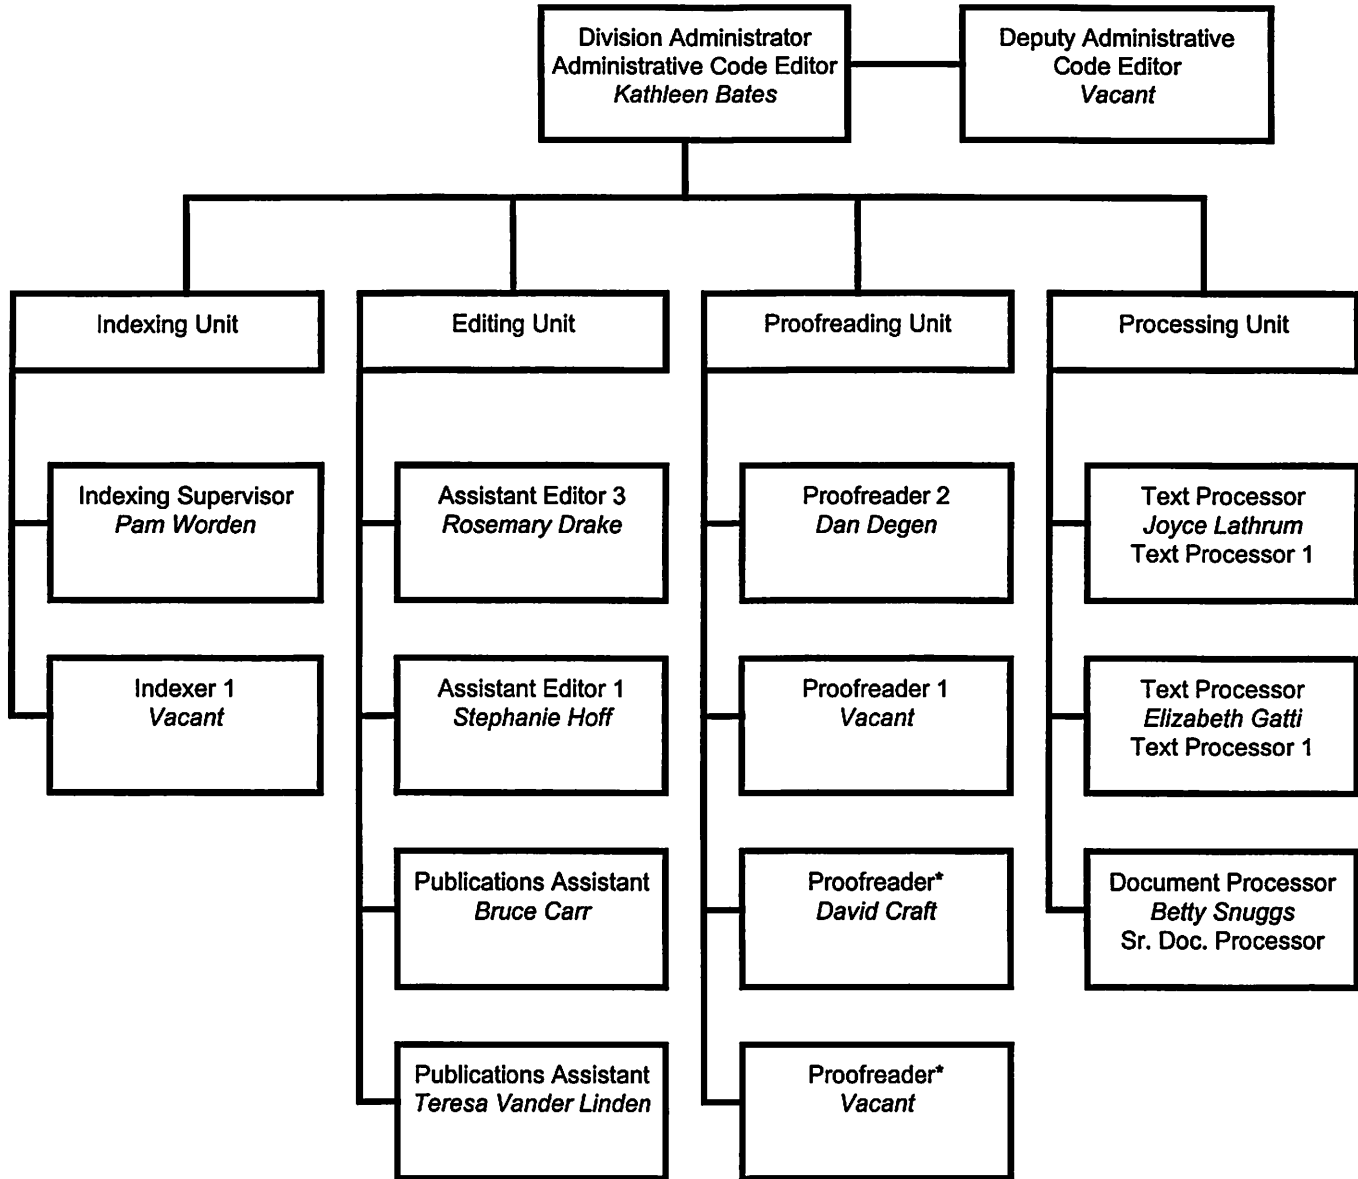 Division Administrator
Administrative Code Editor
Kathleen Bates
Deputy Administrative
Code Editor
Vacant
Indexing Unit
Editing Unit
Proofreading Unit
Processing Unit
Indexing Supervisor
Pam Worden
Indexer 1
Vacant
Assistant Editor 3
Rosemary Drake
Assistant Editor 1
Stephanie Hoff
Publications Assistant
Bruce Carr
Publications Assistant
Teresa Vander Linden
Proofreader 2
Dan Degen
Proofreader 1
Vacant
Proofreader*
David Craft
Proofreader*
Vacant
Text Processor
Joyce Lathrum
Text Processor 1
Text Processor
Elizabeth Gatti
Text Processor 1
Document Processor
Betty Snuggs
Sr. Doc. Processor